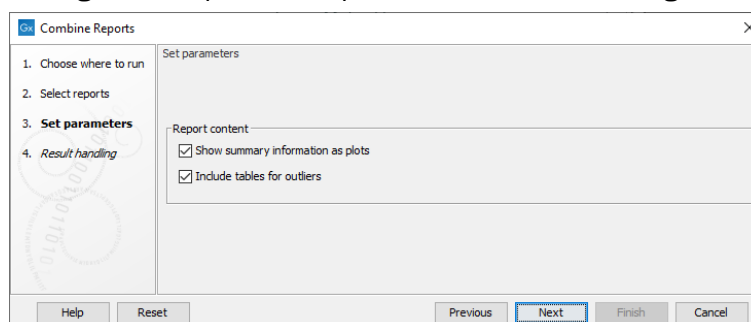 Gx Combine Reports
1. Choose where to run
2. Select reports
3. Set parameters
4. Result handling
Set parameters
Report content
Show summary information as plots
Include tables for outliers
Help Reset Previous Next Finish Cancel